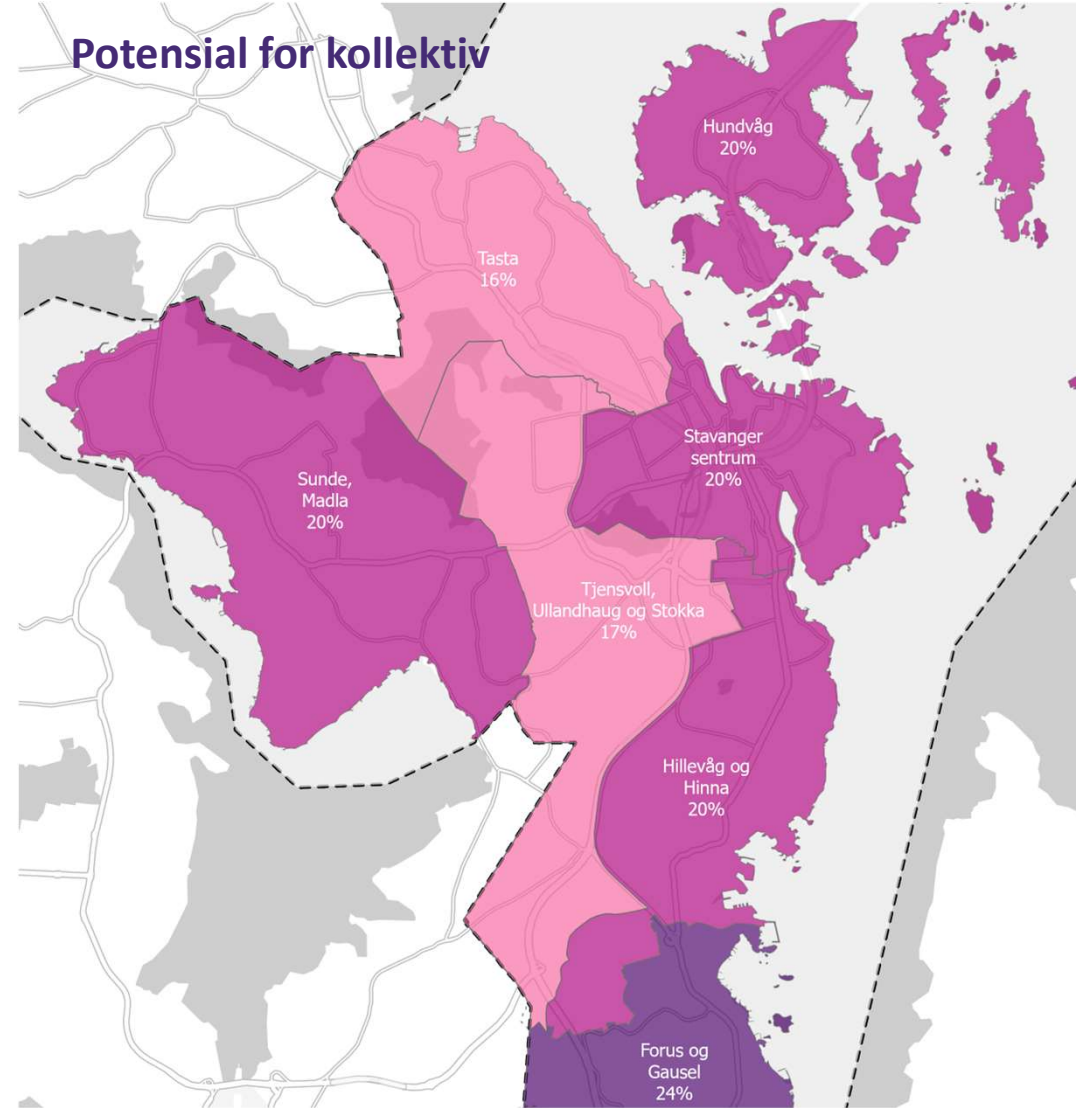 Potensial for kollektiv
Hundvåg
20%
Tasta
16%
Stavanger
sentrum
20%
Sunde,
Madla
20%
Tjensvoll,
Ullandhaug og Stokka
17%
Hillevåg og
Hinna
20%
Forus og
Gausel
24%